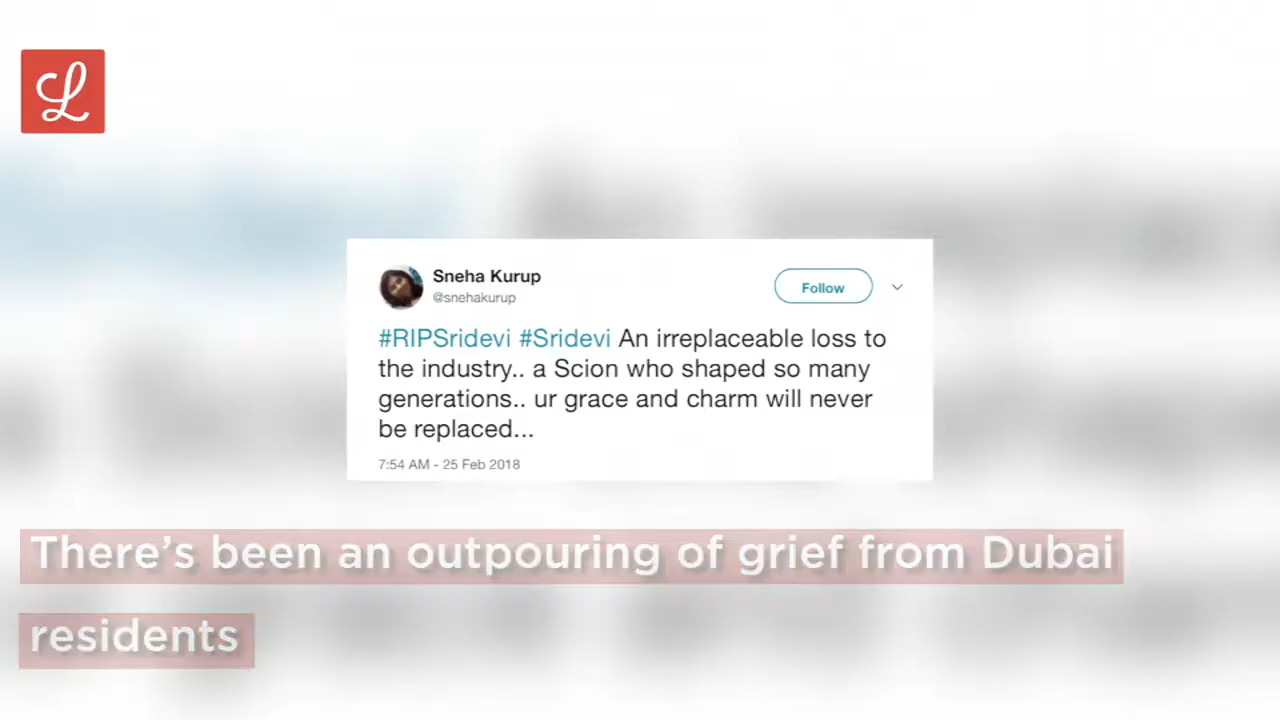 L
Sneha Kurup
@snehakurup
Follow
#RIPSridevi #Sridevi An irreplaceable loss to
the industry.. a Scion who shaped so many
generations.. ur grace and charm will never
be replaced...
7:54 AM - 25 Feb 2018
There's been an outpouring of grief from Dubai
residents